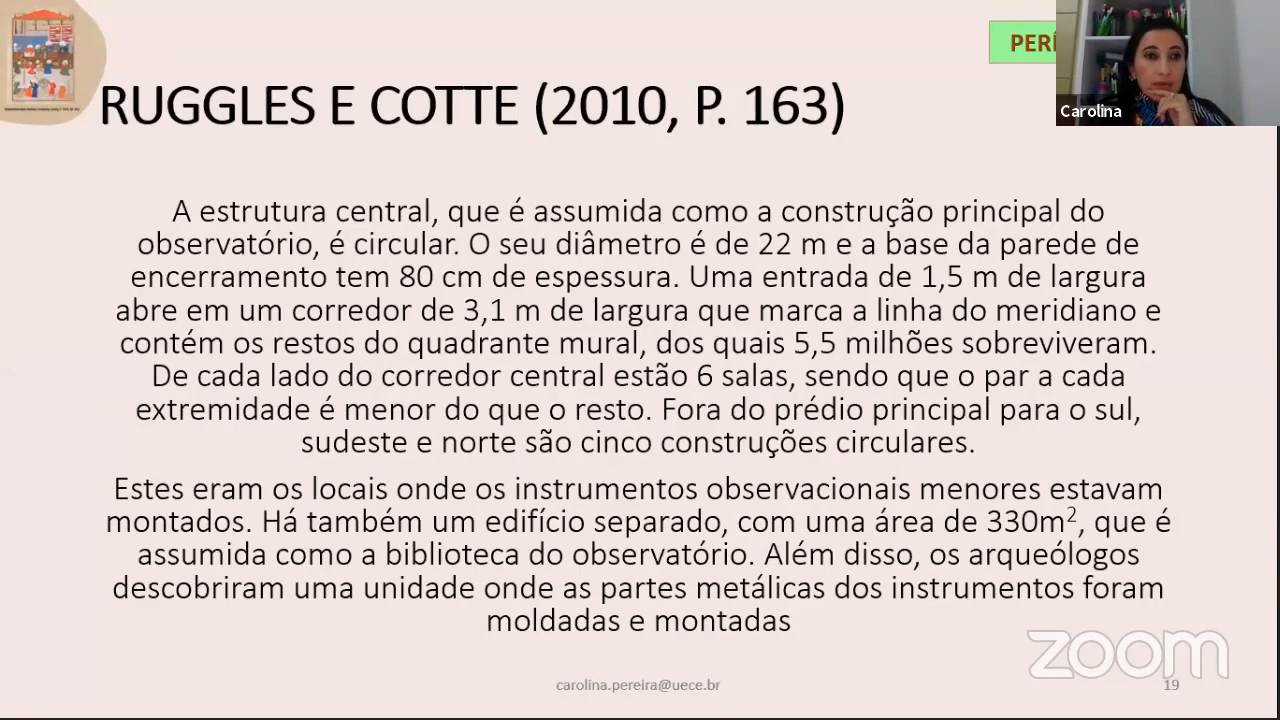 PERÍ
Carolina
RUGGLES E COTTE (2010, P. 163)
A estrutura central, que é assumida como a construção principal do
observatório, é circular. O seu diâmetro é de 22 m e a base da parede de
encerramento tem 80 cm de espessura. Uma entrada de 1,5 m de largura
abre em um corredor de 3,1 m de largura que marca a linha do meridiano e
contém os restos do quadrante mural, dos quais 5,5 milhões sobreviveram.
De cada lado do corredor central estão 6 salas, sendo que o par a cada
extremidade é menor do que o resto. Fora do prédio principal para o sul,
sudeste e norte são cinco construções circulares.
Estes eram os locais onde os instrumentos observacionais menores estavam
montados. Há também um edifício separado, com uma área de 330m², que é
assumida como a biblioteca do observatório. Além disso, os arqueólogos
descobriram uma unidade onde as partes metálicas dos instrumentos foram
moldadas e montadas
zoom
carolina.pereira@uece.br
19